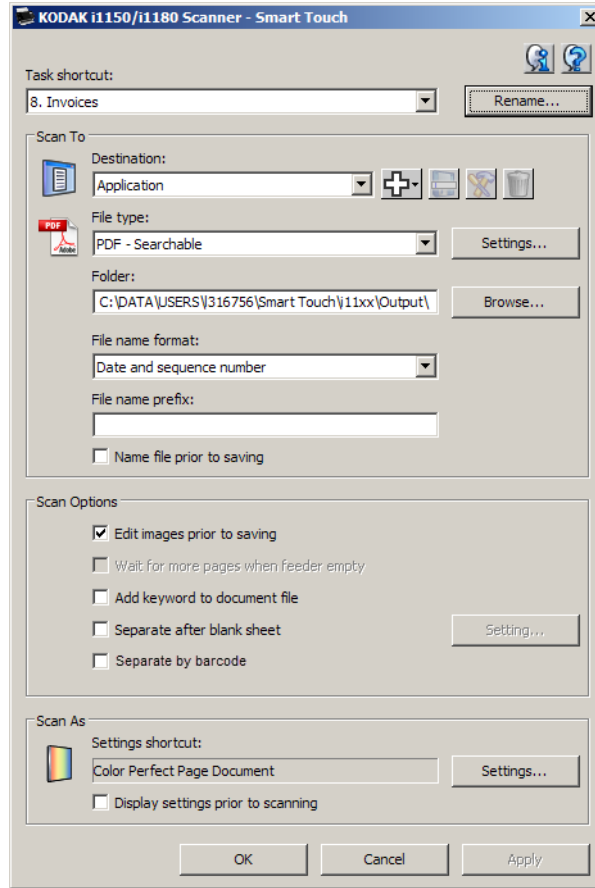 KODAK i1150/i1180 Scanner - Smart Touch
Task shortcut:
8. Invoices
Rename...
Scan To
Destination:
Application
PDF
Adobe
File type:
PDF - Searchable
Settings...
Folder:
C:\DATA\USERS\l316756\Smart Touch\i11xx\Output\
Browse...
File name format:
Date and sequence number
File name prefix:
Name file prior to saving
Scan Options
Edit images prior to saving
Wait for more pages when feeder empty
Add keyword to document file
Separate after blank sheet
Setting...
Separate by barcode
Scan As
Settings shortcut:
Color Perfect Page Document
Settings...
Display settings prior to scanning
OK
Cancel
Apply